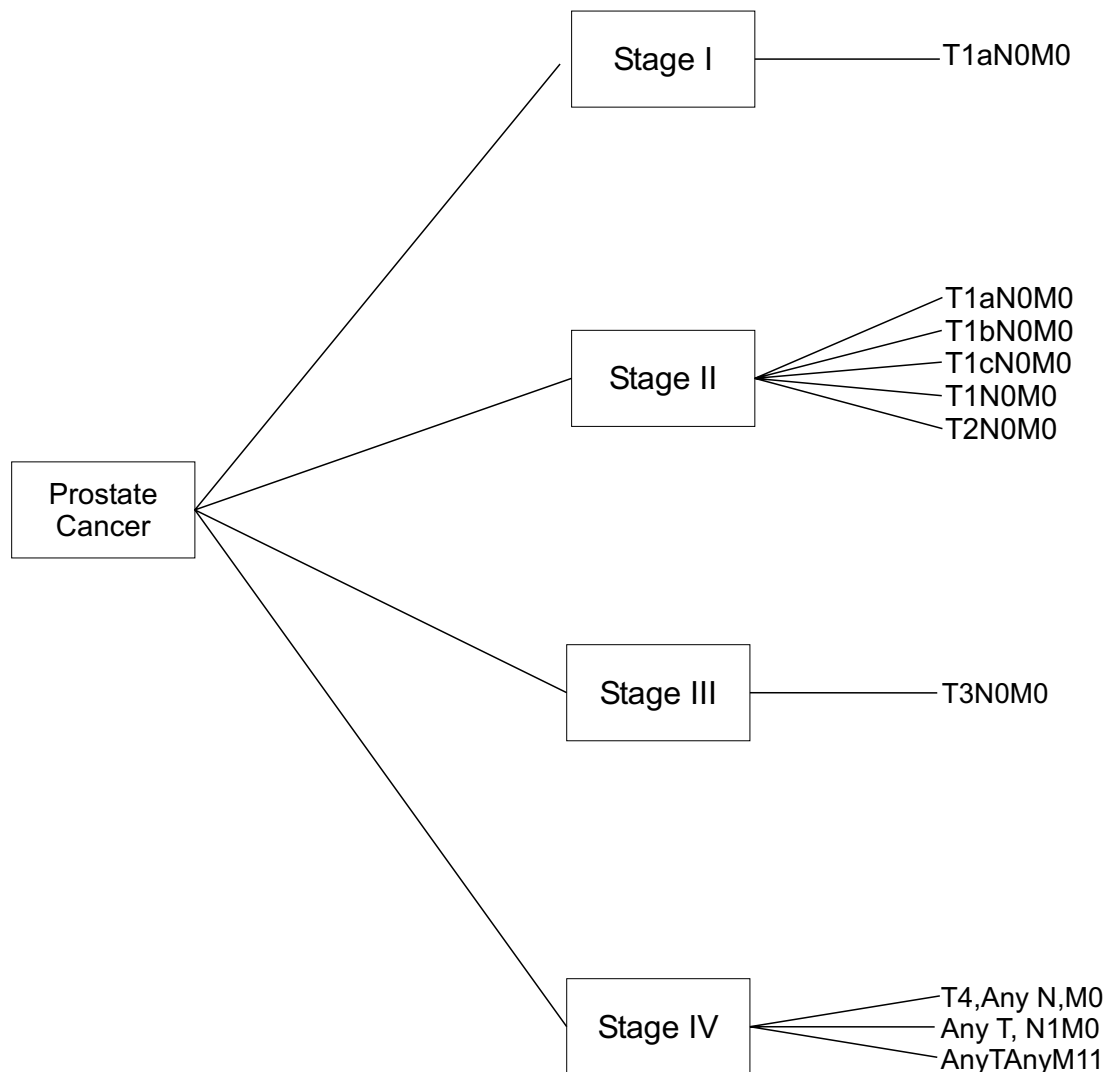 Stage I
T1aN0M0
T1aN0M0
T1bN0M0
Stage II
T1cN0M0
T1N0M0
T2N0M0
Prostate
Cancer
Stage III
T3N0M0
T4,Any N,M0
Stage IV
Any T, N1M0
AnyTAnyM11